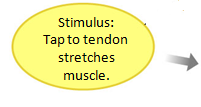 Stimulus:
Tap to tendon
stretches
muscle.